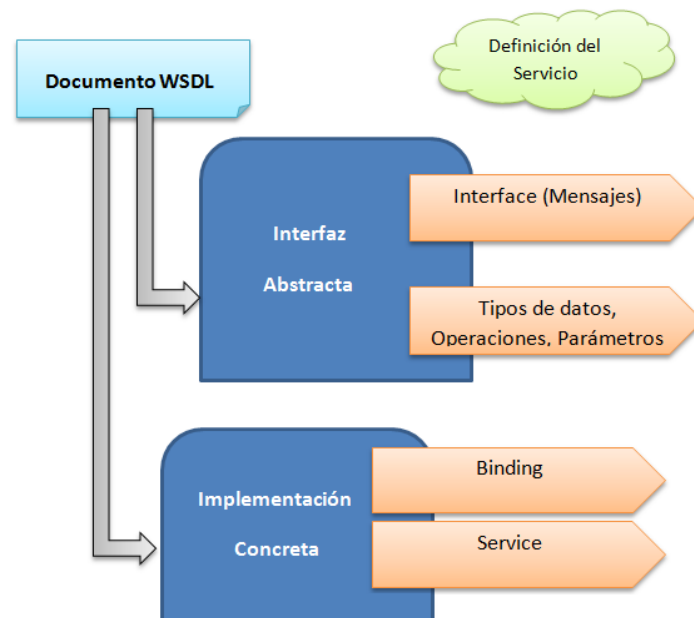 Documento WSDL
Definición del
Servicio
Interfaz
Abstracta
Interface (Mensajes)
Tipos de datos,
Operaciones, Parámetros
Implementación
Concreta
Binding
Service